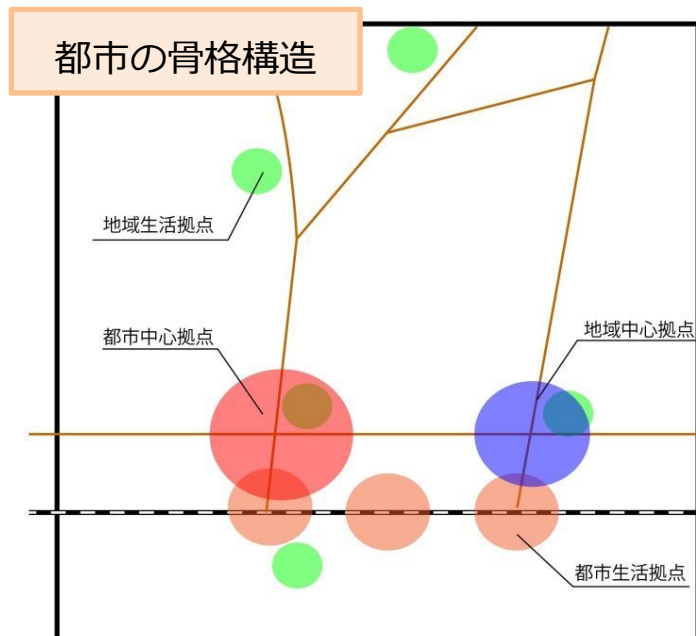 都市の骨格構造
地域生活拠点
都市中心拠点
地域中心拠点
都市生活拠点